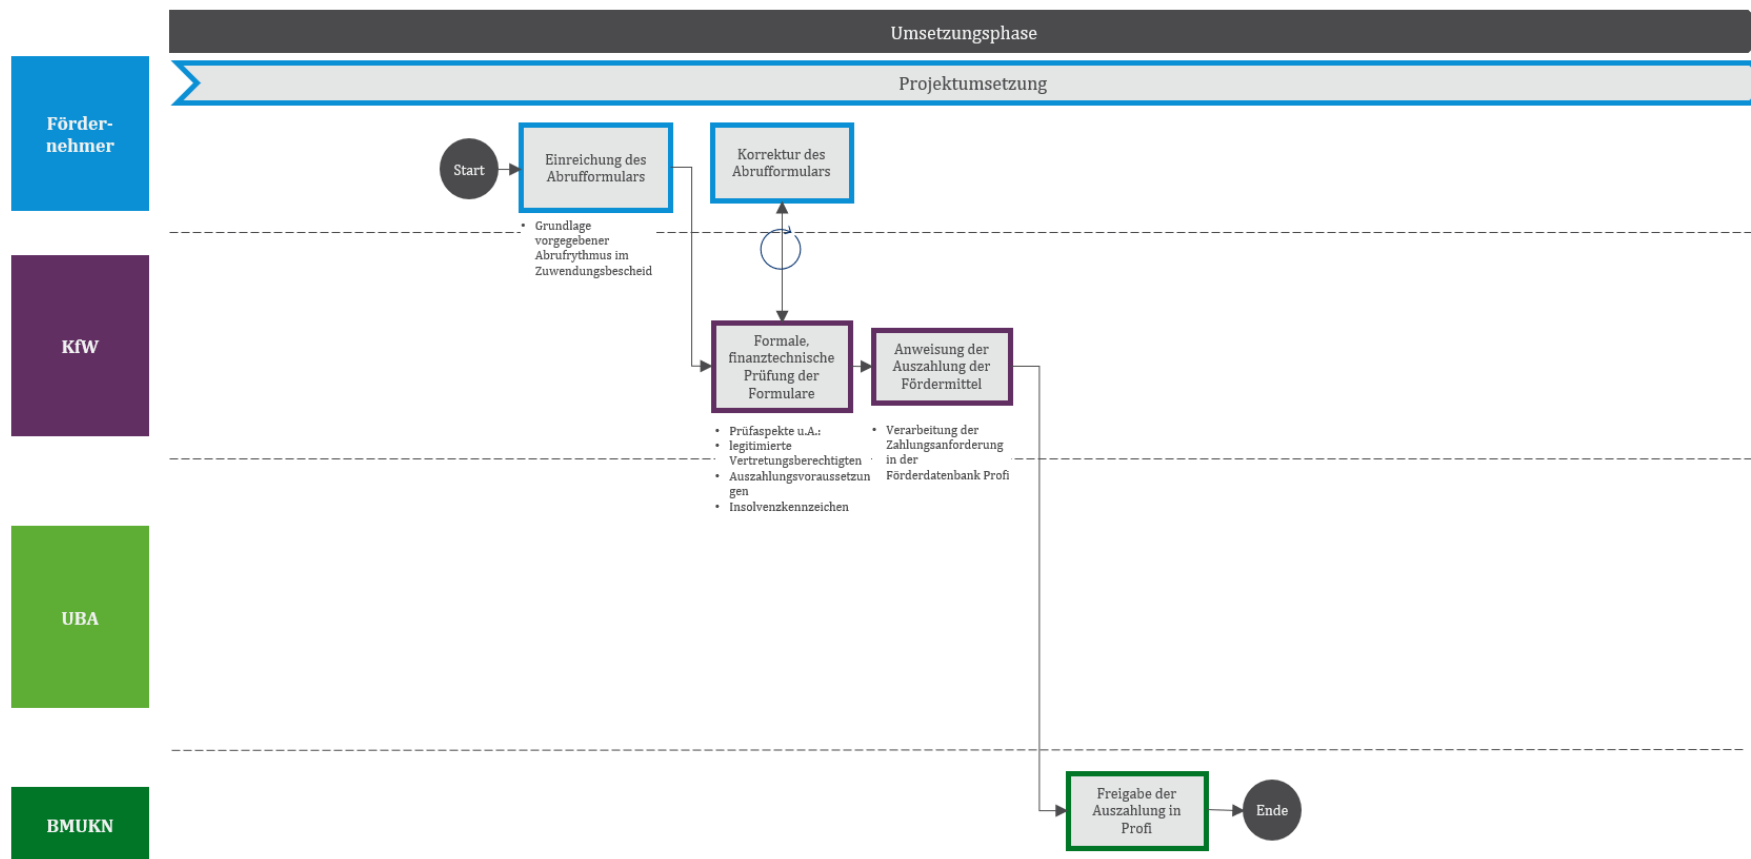 Umsetzungsphase
Projektumsetzung
Förder-
nehmer
Start
Einreichung des
Abrufformulars
Korrektur des
Abrufformulars
• Grundlage
vorgegebener
Abrufrythmus im
Zuwendungsbescheid
KfW
Formale,
finanztechnische
Prüfung der
Formulare
Anweisung der
Auszahlung der
Fördermittel
• Prüfaspekte u.A.:
• legitimierte
Vertretungsberechtigten
• Auszahlungsvoraussetzun
gen
• Insolvenzkennzeichen
• Verarbeitung der
Zahlungsanforderung
in der
Förderdatenbank Profi
UBA
BMUKN
Freigabe der
Auszahlung in
Profi
Ende